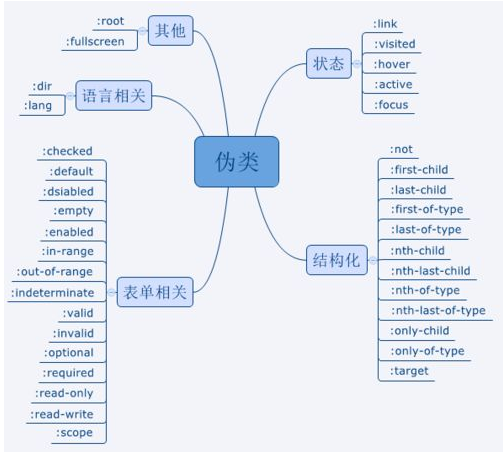 伪类
其他
:root
:fullscreen
语言相关
:dir
:lang
表单相关
:checked
:default
:dsiabled
:empty
:enabled
:in-range
:out-of-range
:indeterminate
:valid
:invalid
:optional
:required
:read-only
:read-write
:scope
状态
:link
:visited
:hover
:active
:focus
结构化
:not
:first-child
:last-child
:first-of-type
:last-of-type
:nth-child
:nth-last-child
:nth-of-type
:nth-last-of-type
:only-child
:only-of-type
:target